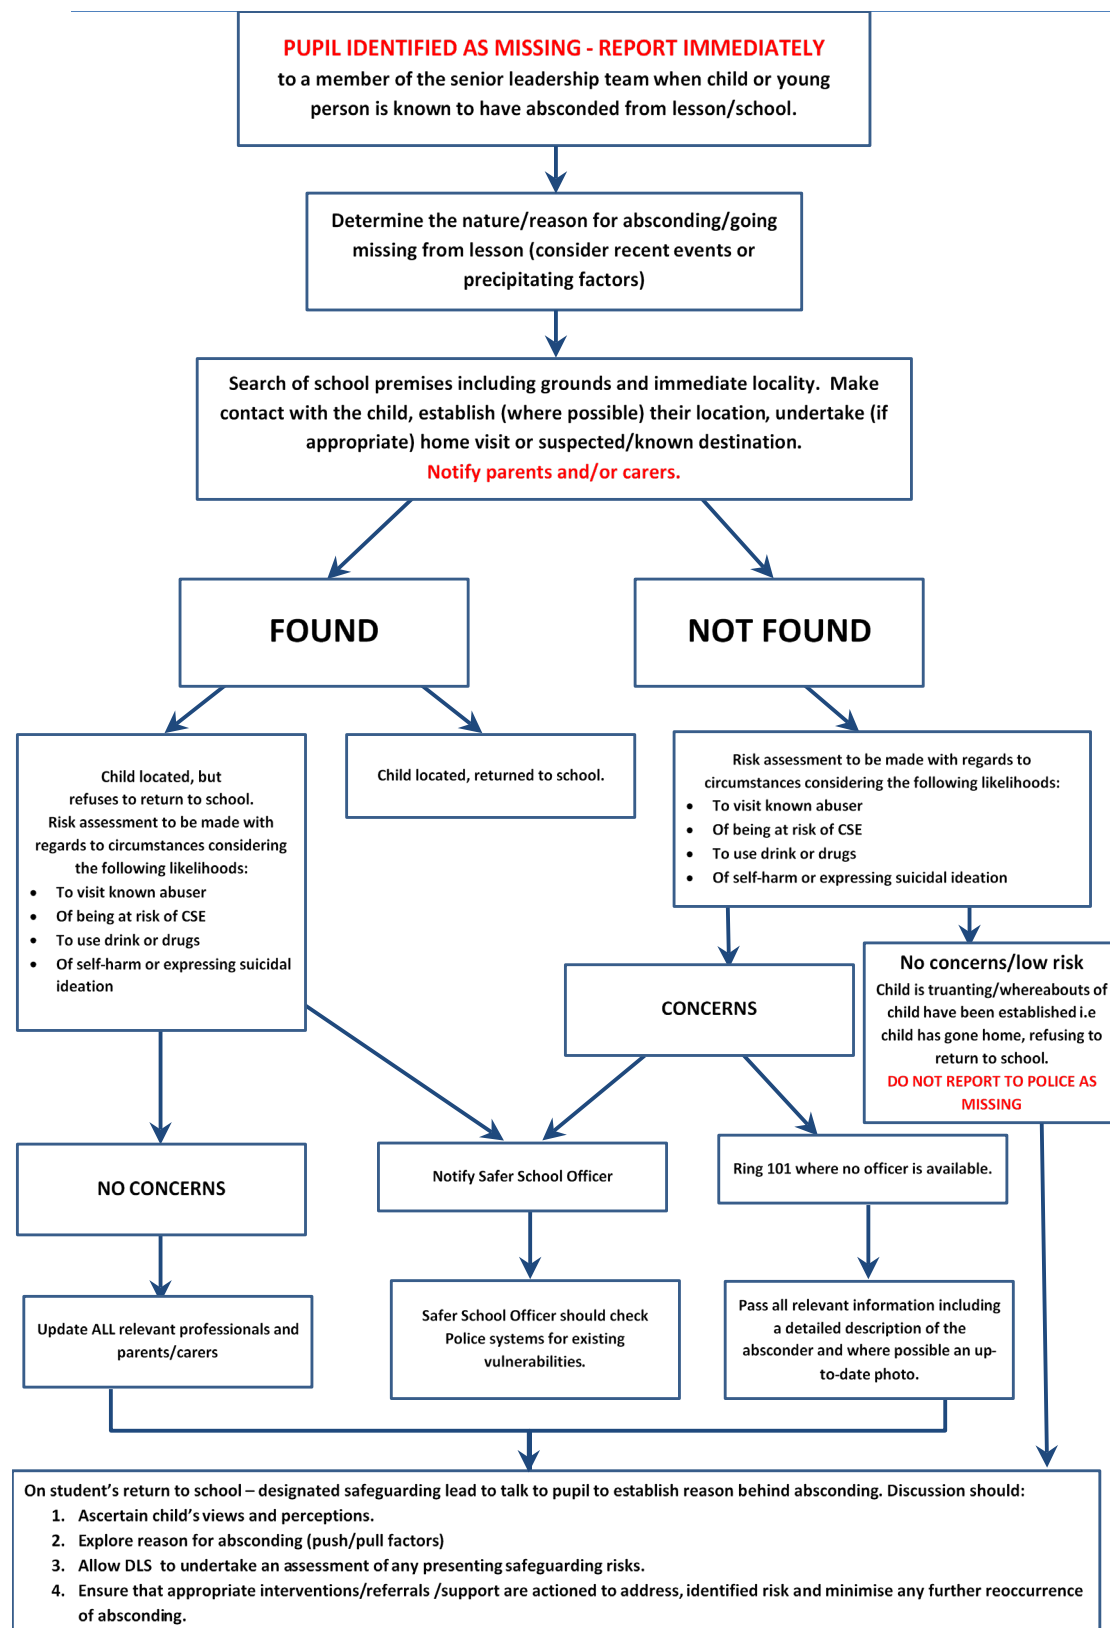 PUPIL IDENTIFIED AS MISSING - REPORT IMMEDIATELY
to a member of the senior leadership team when child or young
person is known to have absconded from lesson/school.
Determine the nature/reason for absconding/going
missing from lesson (consider recent events or
precipitating factors)
Search of school premises including grounds and immediate locality.  Make
contact with the child, establish (where possible) their location, undertake (if
appropriate) home visit or suspected/known destination.
Notify parents and/or carers.
FOUND
NOT FOUND
Child located, but
refuses to return to school.
Risk assessment to be made with
regards to circumstances considering
the following likelihoods:
• To visit known abuser
• Of being at risk of CSE
• To use drink or drugs
• Of self-harm or expressing suicidal
ideation
Child located, returned to school.
Risk assessment to be made with regards to
circumstances considering the following likelihoods:
• To visit known abuser
• Of being at risk of CSE
• To use drink or drugs
• Of self-harm or expressing suicidal ideation
CONCERNS
No concerns/low risk
Child is truanting/whereabouts of
child have been established i.e
child has gone home, refusing to
return to school.
DO NOT REPORT TO POLICE AS
MISSING
NO CONCERNS
Notify Safer School Officer
Ring 101 where no officer is available.
Update ALL relevant professionals and
parents/carers
Safer School Officer should check
Police systems for existing
vulnerabilities.
Pass all relevant information including
a detailed description of the
absconder and where possible an up-
to-date photo.
On student's return to school – designated safeguarding lead to talk to pupil to establish reason behind absconding. Discussion should:
1. Ascertain child's views and perceptions.
2. Explore reason for absconding (push/pull factors)
3. Allow DLS  to undertake an assessment of any presenting safeguarding risks.
4. Ensure that appropriate interventions/referrals /support are actioned to address, identified risk and minimise any further reoccurrence
of absconding.